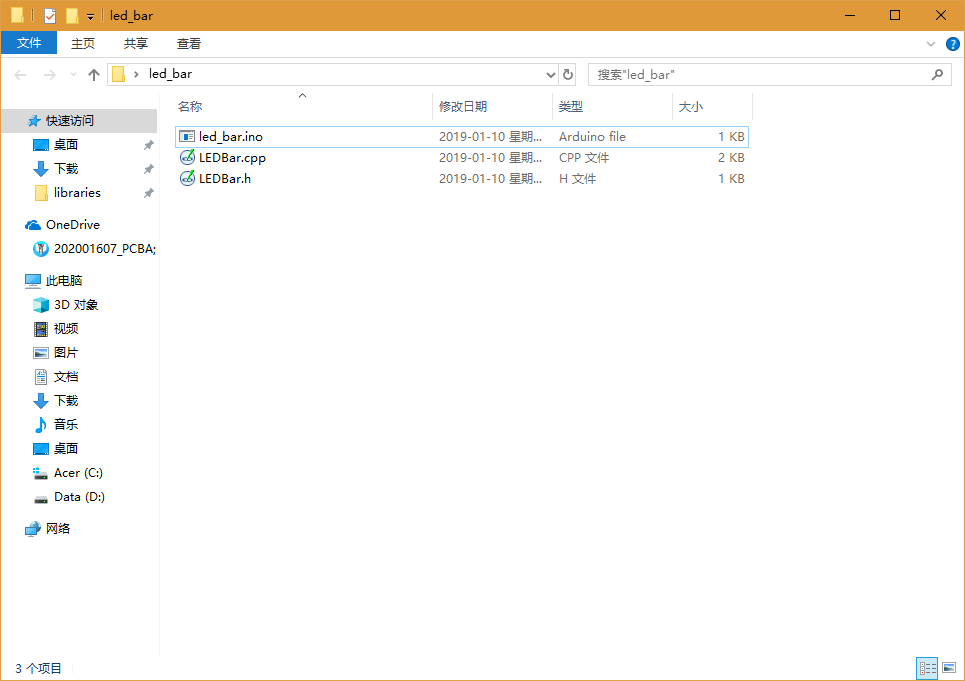 led_bar
文件 主页 共享 查看
led_bar 搜索"led_bar"
名称 修改日期 类型 大小
快速访问
桌面
下载
libraries
OneDrive
202001607_PCBA;
此电脑
3D 对象
视频
图片
文档
下载
音乐
桌面
Acer (C:)
Data (D:)
网络
led_bar.ino 2019-01-10 星期... Arduino file 1 KB
LEDBar.cpp 2019-01-10 星期... CPP 文件 2 KB
LEDBar.h 2019-01-10 星期... H 文件 1 KB
3 个项目